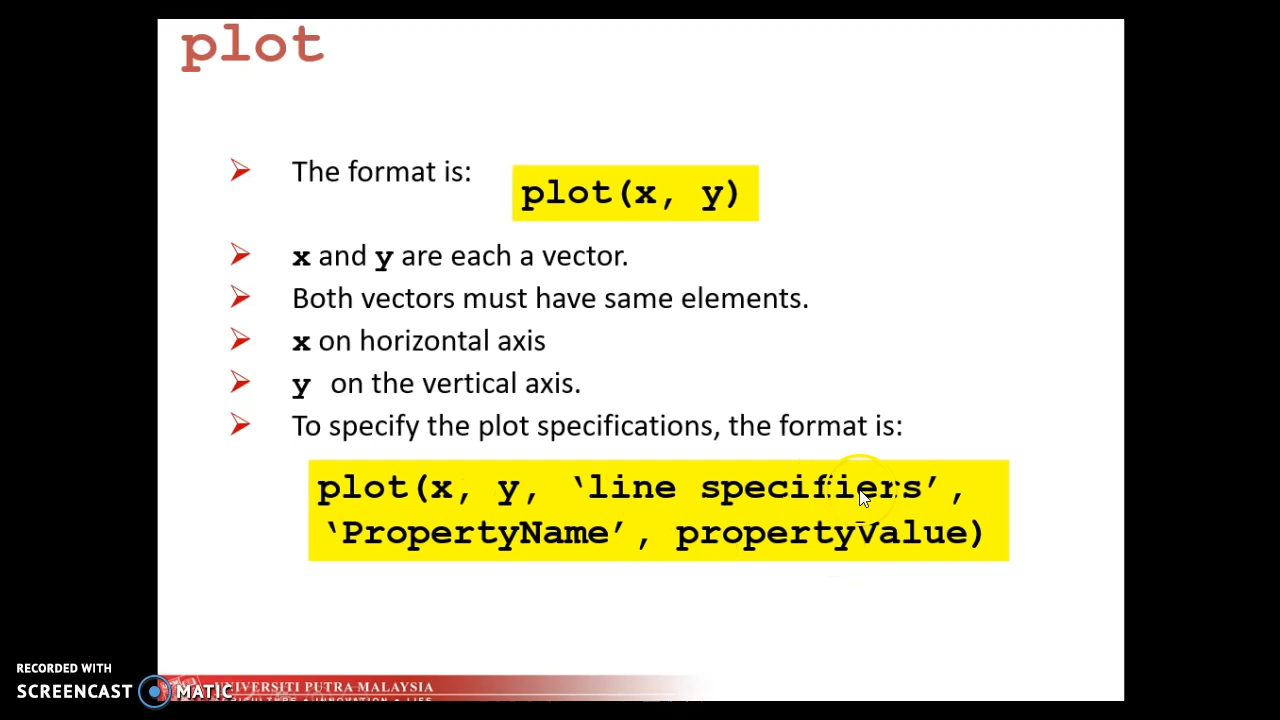 plot
The format is:
plot(x, y)
x and y are each a vector.
Both vectors must have same elements.
x on horizontal axis
y on the vertical axis.
To specify the plot specifications, the format is:
plot(x, y, ‘line specifiers’,
‘PropertyName’, propertyValue)
RECORDED WITH
SCREENCAST MATIC
UNIVERSITI PUTRA MALAYSIA